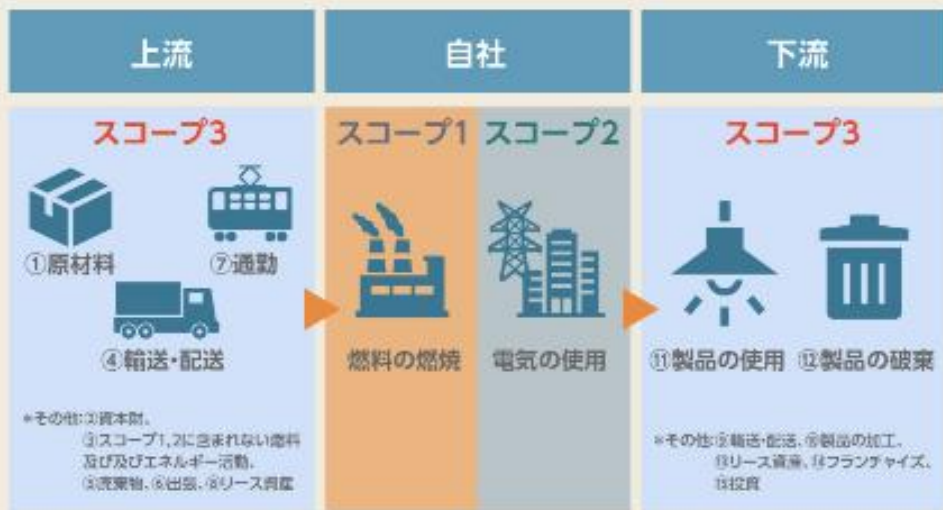 上流
自社
下流
スコープ3
スコープ1
スコープ2
スコープ3
①原材料
⑦通勤
④輸送・配送
燃料の燃焼
電気の使用
⑪製品の使用
⑫製品の破棄
*その他:②資本財、
③スコープ1,2に含まれない燃料
及び及びエネルギー活動、
⑤廃棄物、⑥出張、⑧リース資産
*その他:⑨輸送・配送、⑩製品の加工、
⑬リース資産、⑭フランチャイズ、
⑮投資